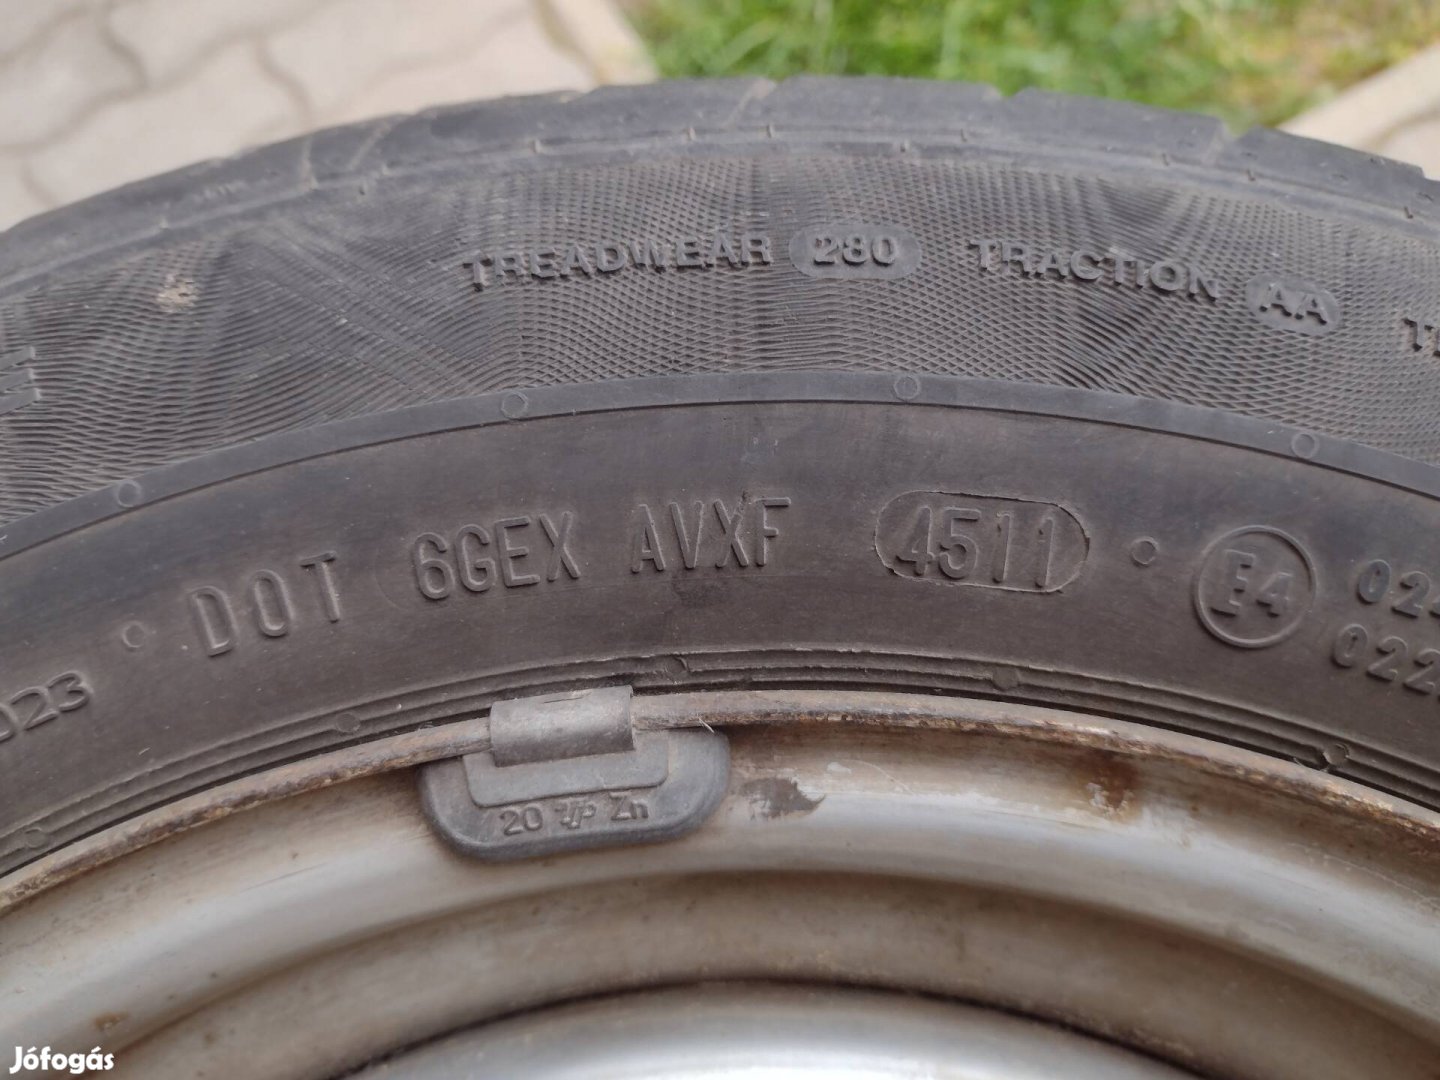 TREADWEAR 280 TRACTION AA
DOT 6GEX AVXF 4511 E4
023
20 Zn
Jófogás